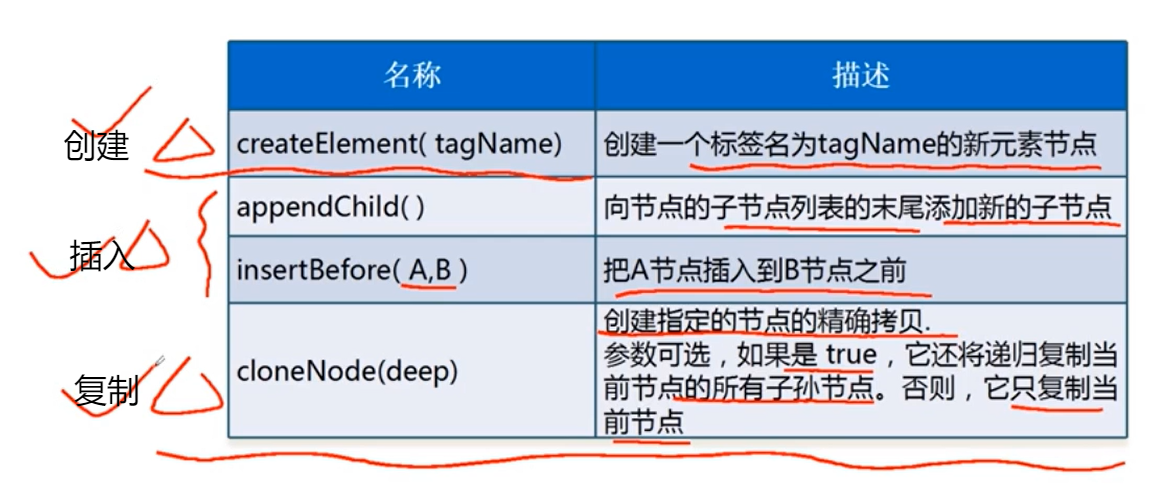 名称 描述
创建 createElement( tagName) 创建一个标签名为tagName的新元素节点
appendChild( ) 向节点的子节点列表的末尾添加新的子节点
插入
insertBefore( A,B ) 把A节点插入到B节点之前
创建指定的节点的精确拷贝.
参数可选，如果是 true，它还将递归复制当
复制 cloneNode(deep) 前节点的所有子孙节点。否则，它只复制当
前节点